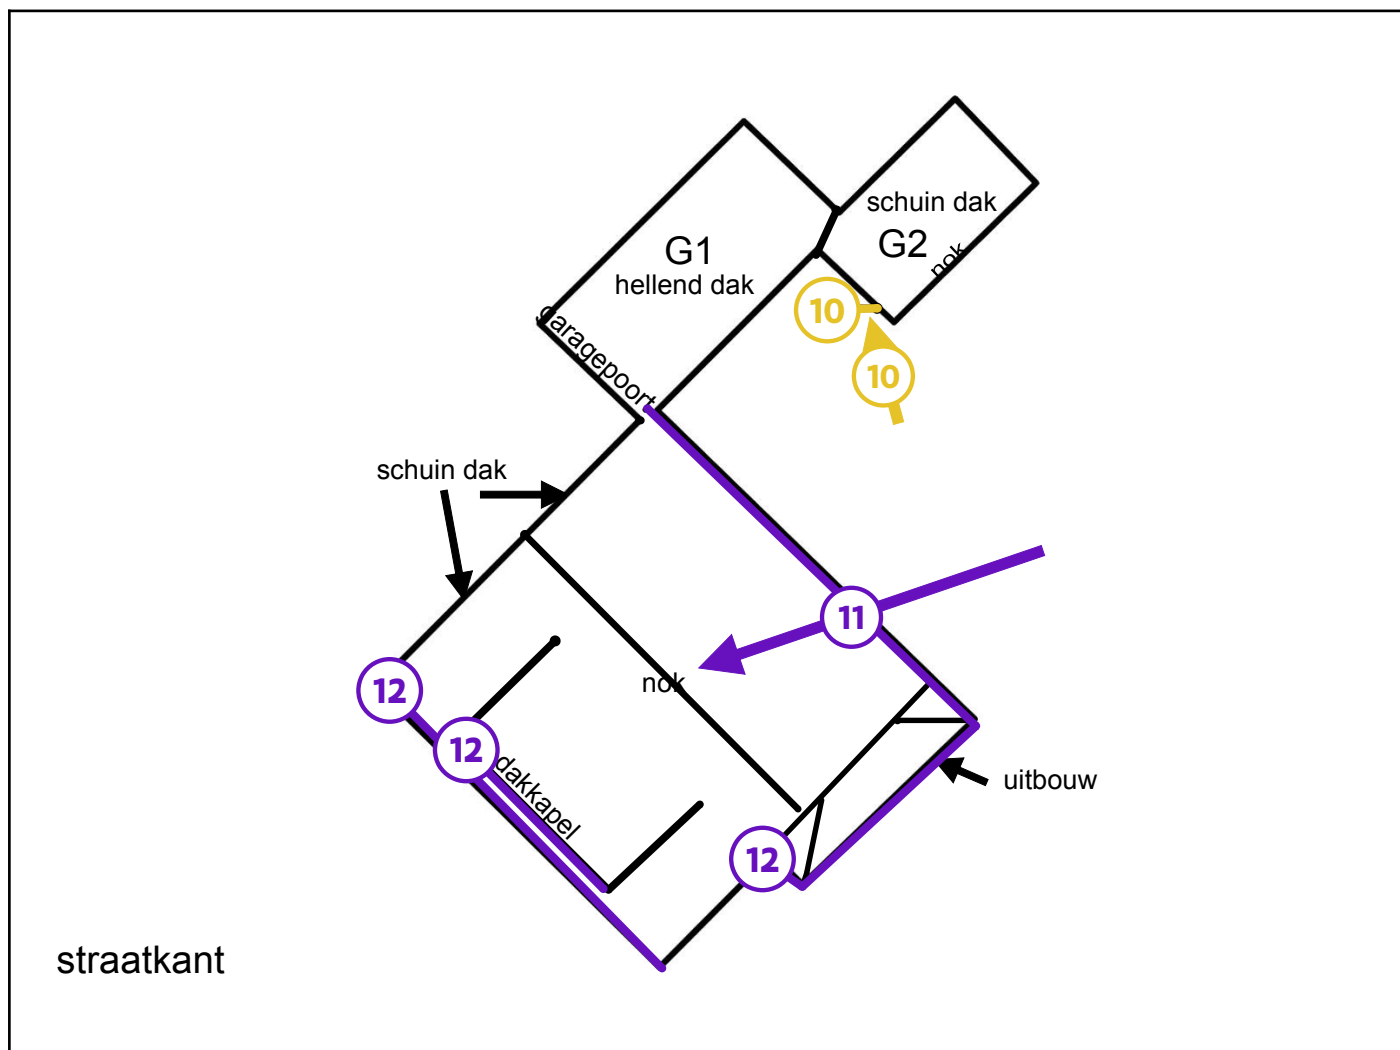 schuin dak
G2
nok
G1
hellend dak
garagepoort
10
10
schuin dak
11
nok
12
12
dakkapel
uitbouw
12
straatkant